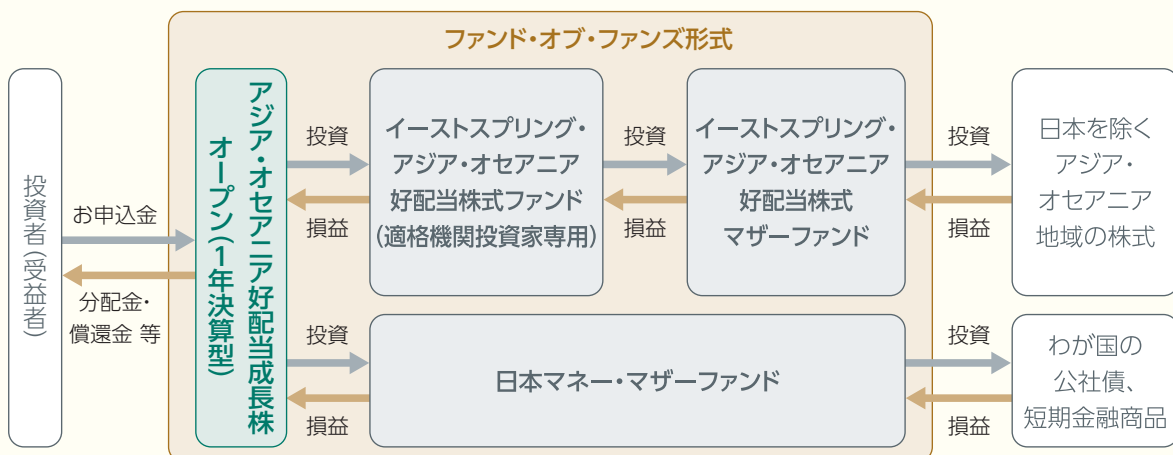 ファンド・オブ・ファンズ形式
投資者(受益者)
お申込金
分配金・
償還金 等
アジア・オセアニア好配当成長株
オープン(1年決算型)
投資
損益
イーストスプリング・
アジア・オセアニア
好配当株式ファンド
(適格機関投資家専用)
投資
損益
イーストスプリング・
アジア・オセアニア
好配当株式
マザーファンド
投資
損益
日本を除く
アジア・
オセアニア
地域の株式
投資
損益
日本マネー・マザーファンド
投資
損益
わが国の
公社債、
短期金融商品